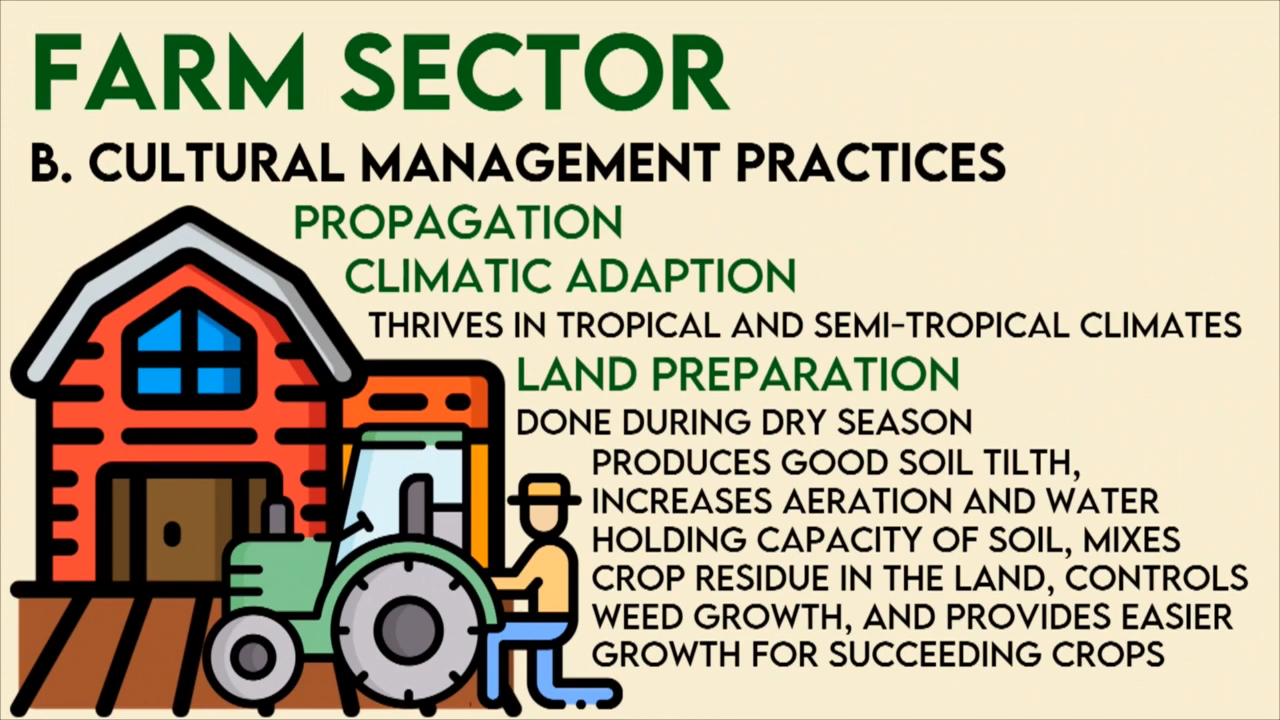 FARM SECTOR
B. CULTURAL MANAGEMENT PRACTICES
PROPAGATION
CLIMATIC ADAPTION
THRIVES IN TROPICAL AND SEMI-TROPICAL CLIMATES
LAND PREPARATION
DONE DURING DRY SEASON
PRODUCES GOOD SOIL TILTH,
INCREASES AERATION AND WATER
HOLDING CAPACITY OF SOIL, MIXES
CROP RESIDUE IN THE LAND, CONTROLS
WEED GROWTH, AND PROVIDES EASIER
GROWTH FOR SUCCEEDING CROPS